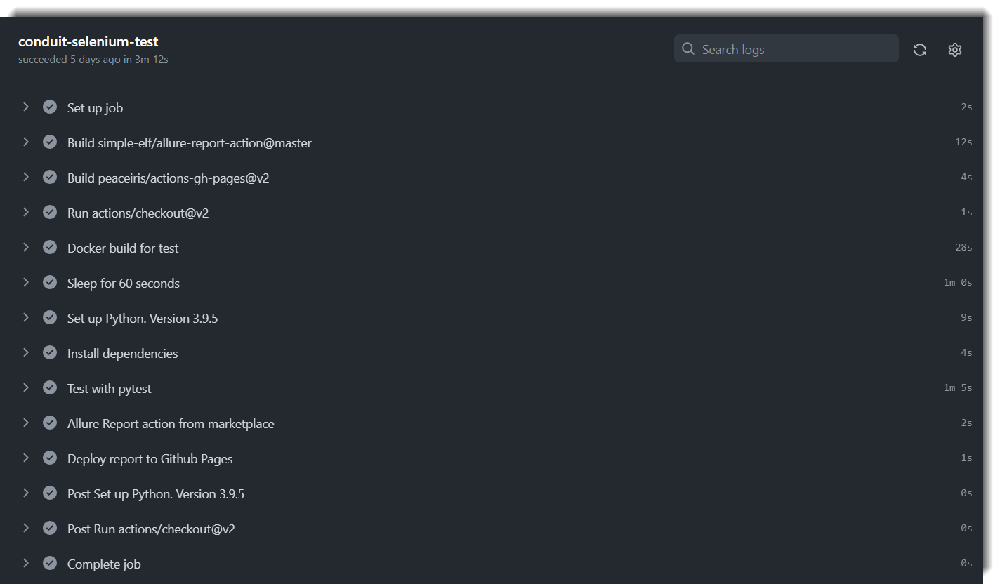 conduit-selenium-test
succeeded 5 days ago in 3m 12s
Search logs
Set up job 2s
Build simple-elf/allure-report-action@master 12s
Build peaceiris/actions-gh-pages@v2 4s
Run actions/checkout@v2 1s
Docker build for test 28s
Sleep for 60 seconds 1m 0s
Set up Python. Version 3.9.5 9s
Install dependencies 4s
Test with pytest 1m 5s
Allure Report action from marketplace 2s
Deploy report to Github Pages 1s
Post Set up Python. Version 3.9.5 0s
Post Run actions/checkout@v2 0s
Complete job 0s